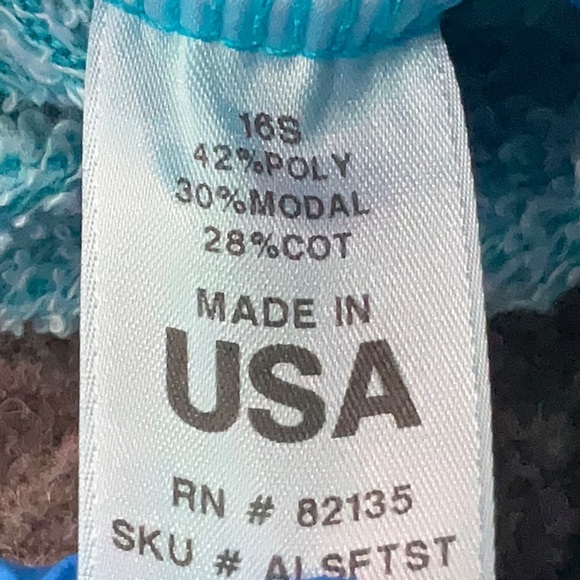 16S
42%POLY
30%MODAL
28%COT
MADE IN
USA
RN # 82135
SKU # ALSFTST